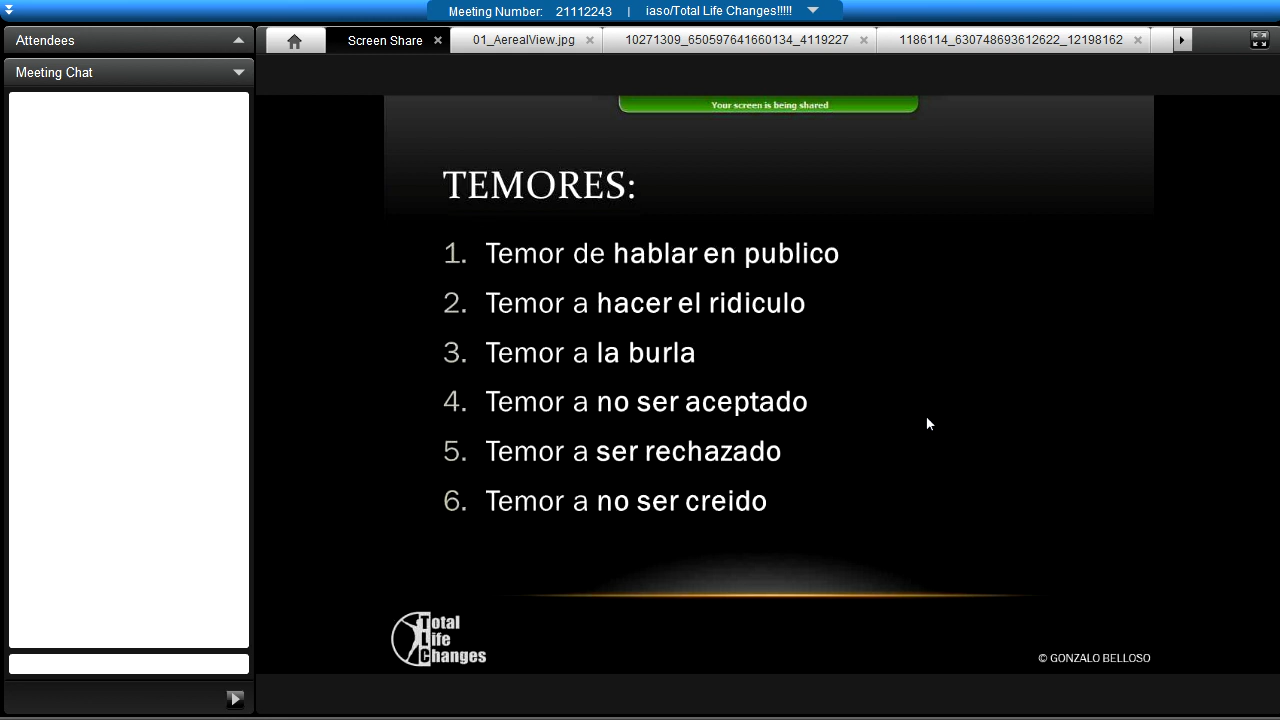 Meeting Number: 21112243 | iaso/Total Life Changes!!!!!
Attendees
Screen Share
01_AerealView.jpg
10271309_650597641660134_4119227
1186114_630748693612622_12198162
Meeting Chat
Your screen is being shared
TEMORES:
1. Temor de hablar en publico
2. Temor a hacer el ridiculo
3. Temor a la burla
4. Temor a no ser aceptado
5. Temor a ser rechazado
6. Temor a no ser creido
Total
Life
Changes
© GONZALO BELLOSO